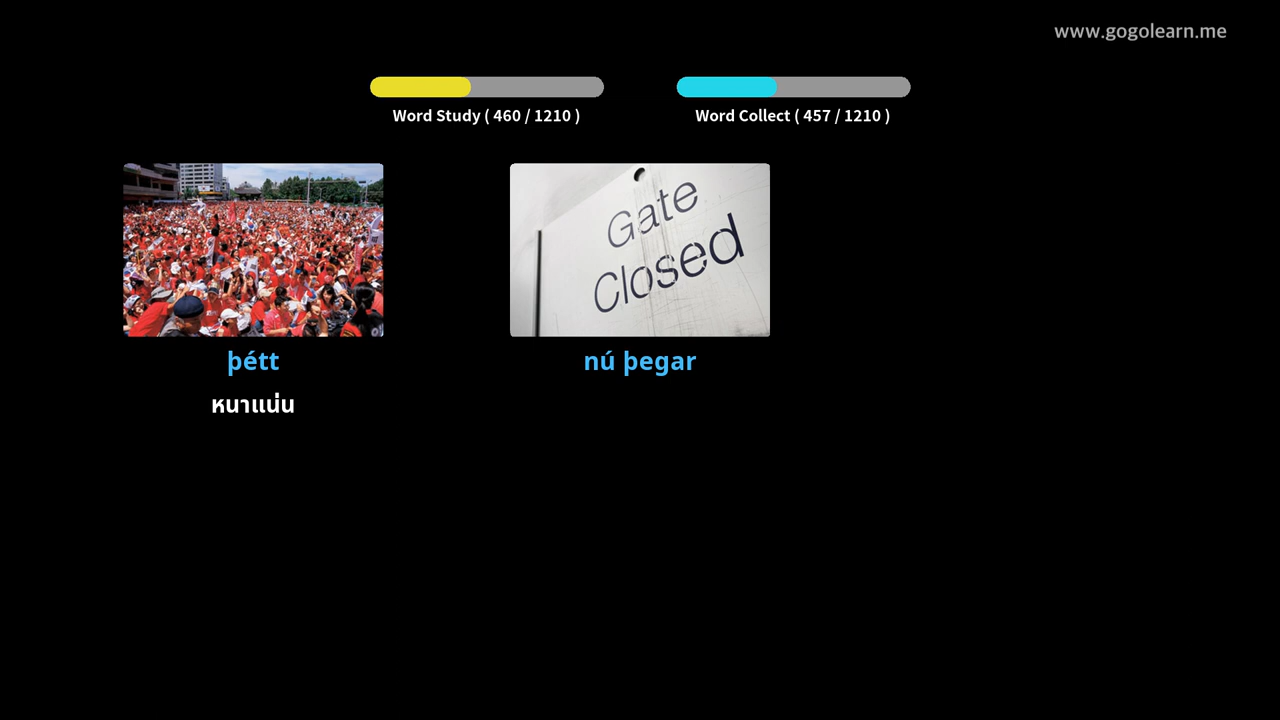 www.gogolearn.me
Word Study ( 460 / 1210 )
Word Collect ( 457 / 1210 )
Gate
Closed
þétt
nú þegar
หนาแน่น